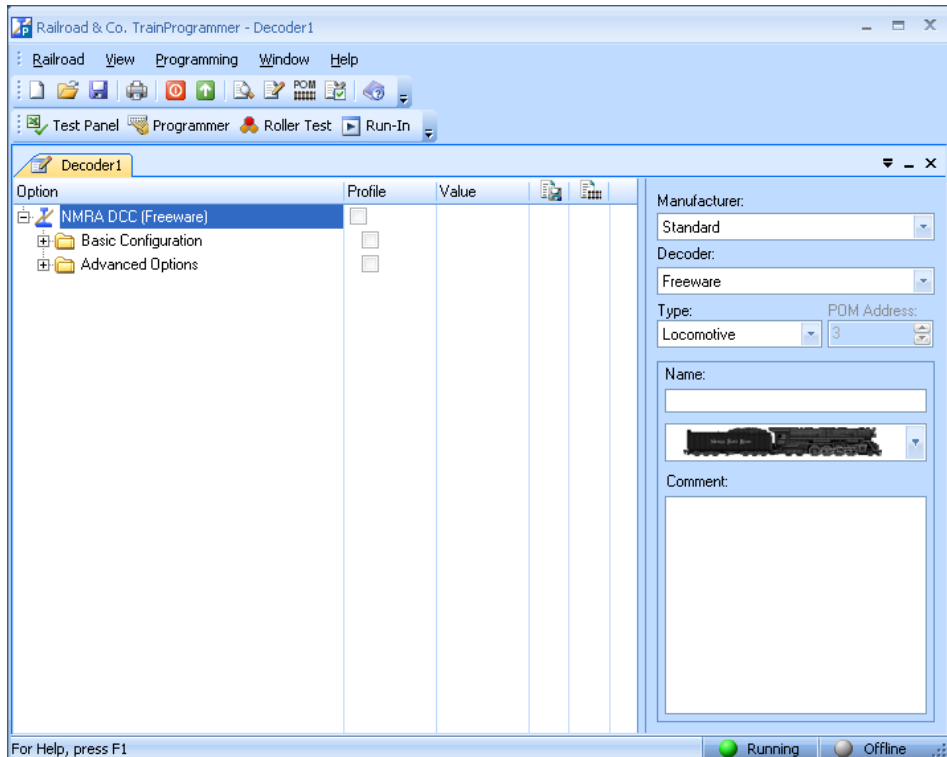 Railroad & Co. TrainProgrammer - Decoder1
Railroad View Programming Window Help
POM
Test Panel Programmer Roller Test Run-In
Decoder1
Option Profile Value
NMRA DCC (Freeware)
Basic Configuration
Advanced Options
Manufacturer:
Standard
Decoder:
Freeware
Type: POM Address:
Locomotive 3
Name:
Comment:
For Help, press F1 Running Offline